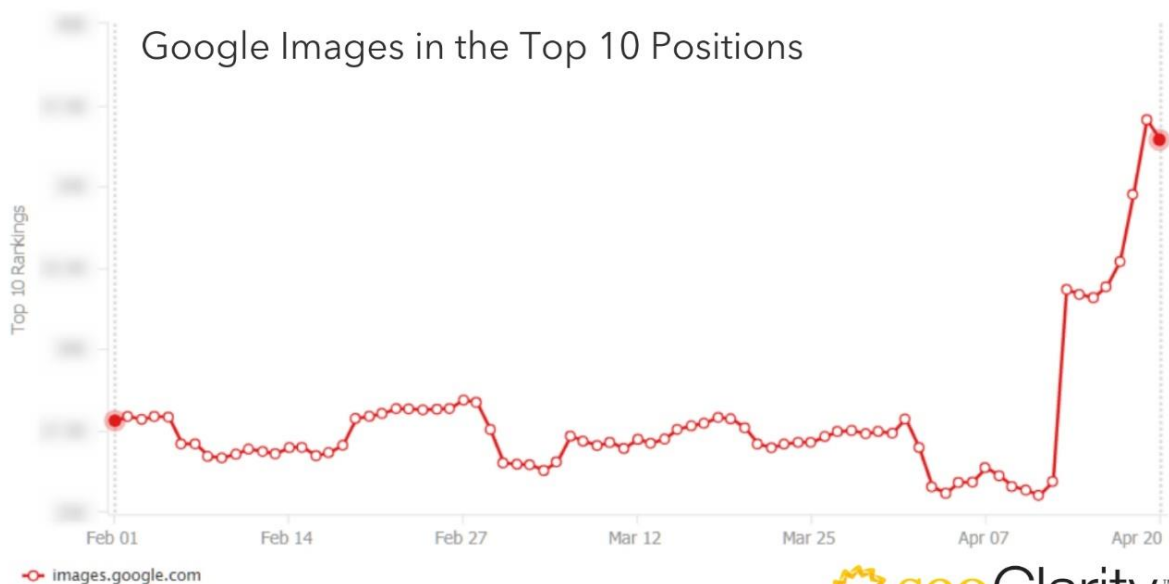 Google Images in the Top 10 Positions
Top 10 Rankings
Feb 01
Feb 14
Feb 27
Mar 12
Mar 25
Apr 07
Apr 20
images.google.com
seoClarity™